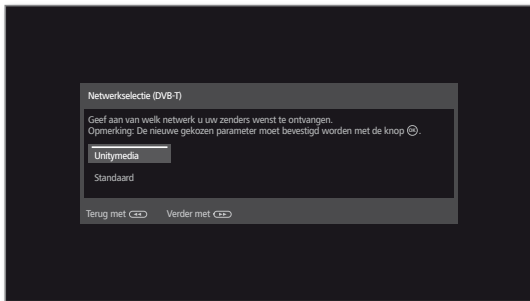 Netwerkselectie (DVB-T)
Geef aan van welk netwerk u uw zenders wenst te ontvangen.
Opmerking: De nieuwe gekozen parameter moet bevestigd worden met de knop OK.
Unitymedia
Standaard
Terug met Verder met